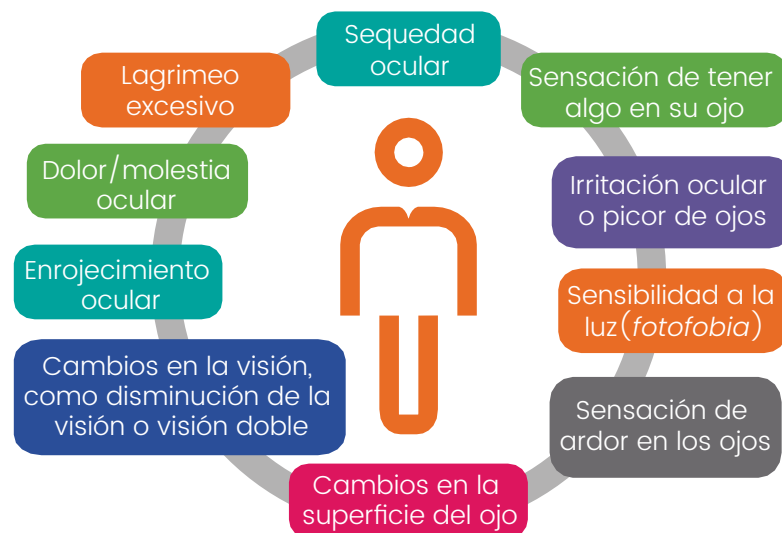 Sequedad
ocular
Sensación de tener
algo en su ojo
Irritación ocular
o picor de ojos
Sensibilidad a la
luz(fotofobia)
Sensación de
ardor en los ojos
Cambios en la
superficie del ojo
Cambios en la visión,
como disminución de la
visión o visión doble
Enrojecimiento
ocular
Dolor/molestia
ocular
Lagrimeo
excesivo